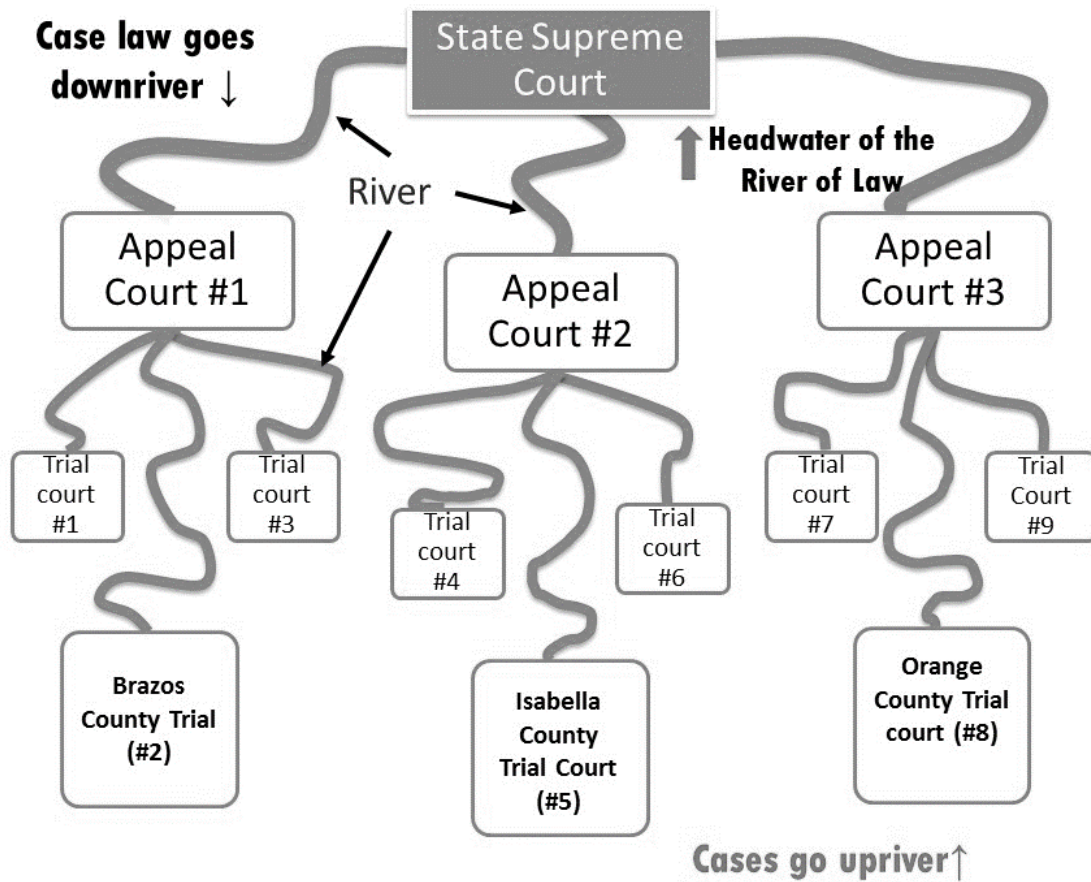 Case law goes
downriver ↓
State Supreme
Court
Headwater of the
River of Law
River
Appeal
Court #1
Appeal
Court #2
Appeal
Court #3
Trial
court
#1
Trial
court
#3
Trial
court
#4
Trial
court
#6
Trial
court
#7
Trial
Court
#9
Brazos
County Trial
(#2)
Isabella
County
Trial Court
(#5)
Orange
County Trial
court (#8)
Cases go upriver↑